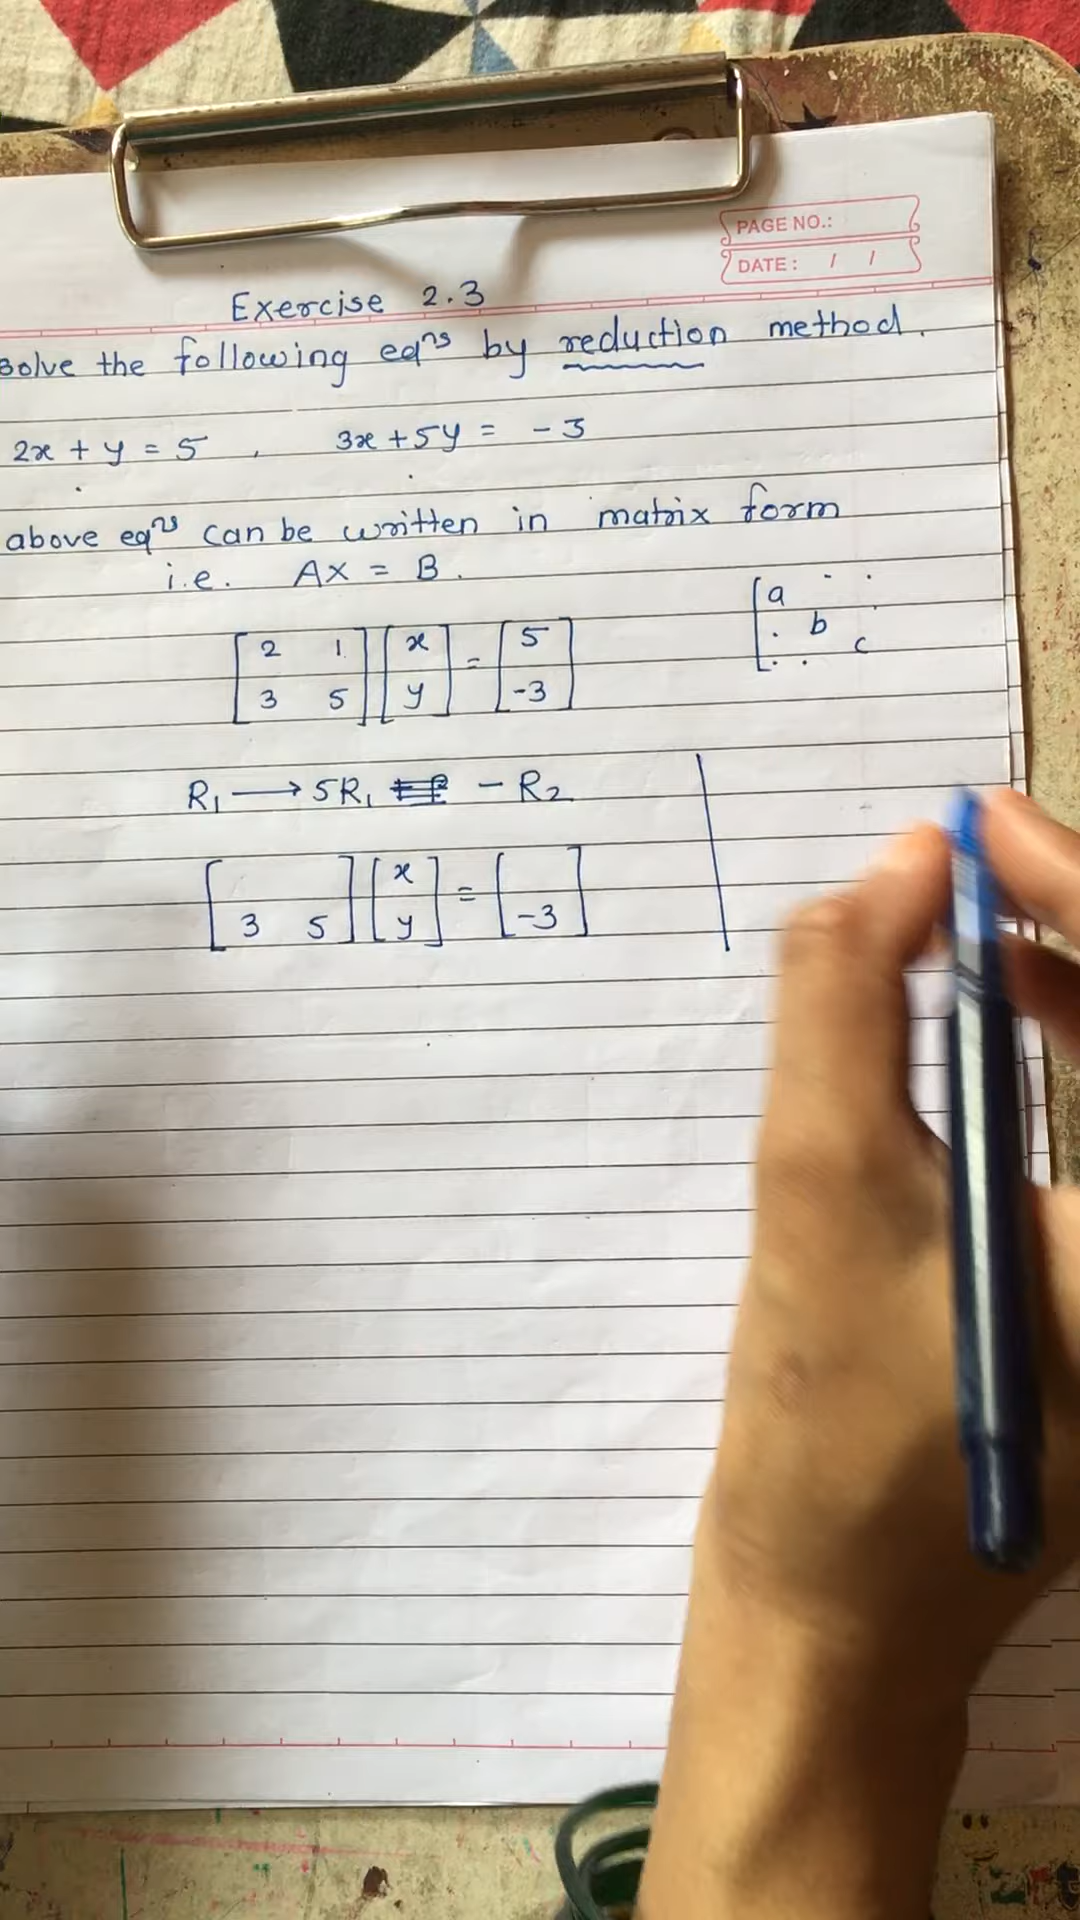 PAGE NO.:
DATE: / /
Exercise 2.3
Solve the following eqⁿs by reduction method.
2x + y = 5 , 3x + 5y = -3
above eqⁿs can be written in matrix form
i.e. AX = B.
[2 1] [x] = [5]
[3 5] [y] [-3]
[a . .
. b .
. . c
R₁ → 5R₁ - R₂
[ ] [x] = [ ]
[3 5] [y] [-3]